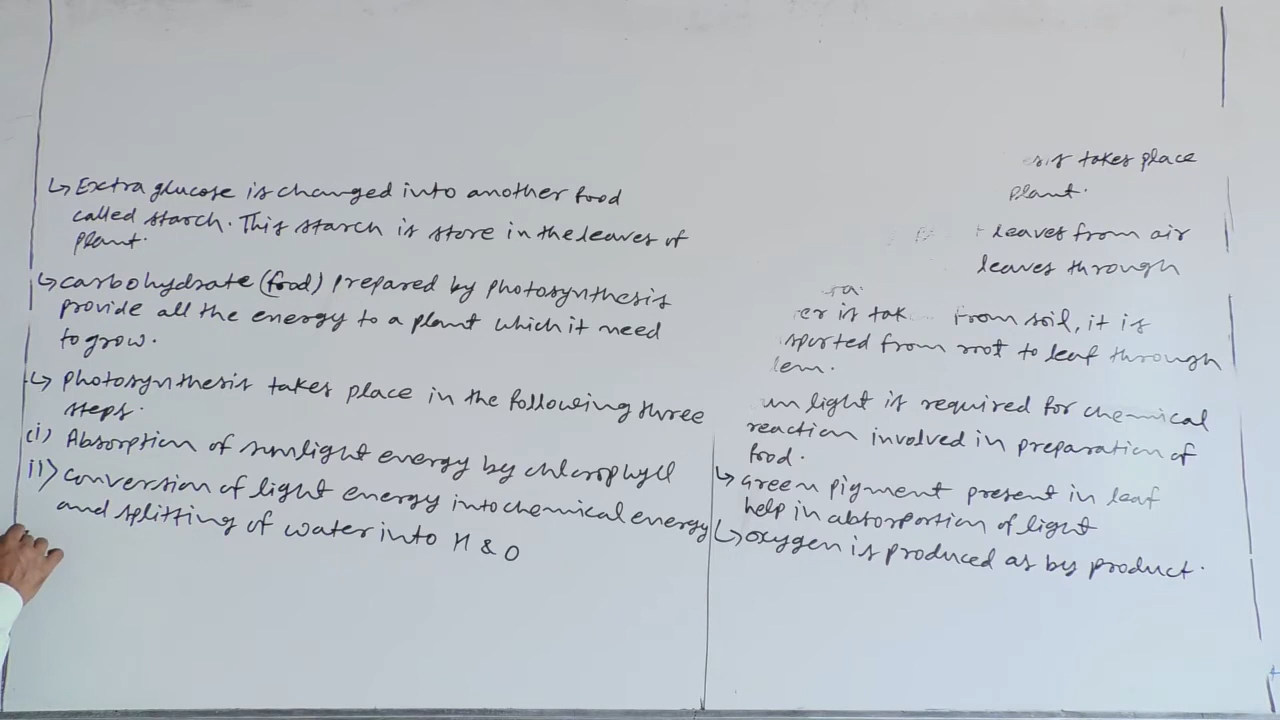 ↳ Extra glucose is changed into another food
called starch. This starch is store in the leaves of
plant.
↳ carbohydrate (food) prepared by photosynthesis
provide all the energy to a plant which it need
to grow.
↳ photosynthesis takes place in the following three
steps.
(i) Absorption of sunlight energy by chlorophyll
ii) conversion of light energy into chemical energy
and splitting of water into H & O
takes place
plant.
leaves from air
leaves through
er is tak from soil, it is
sported from root to leaf through
lem.
un light is required for chemical
reaction involved in preparation of
food.
↳ Green pigment present in leaf
help in absorportion of light
↳ oxygen is produced as by product.